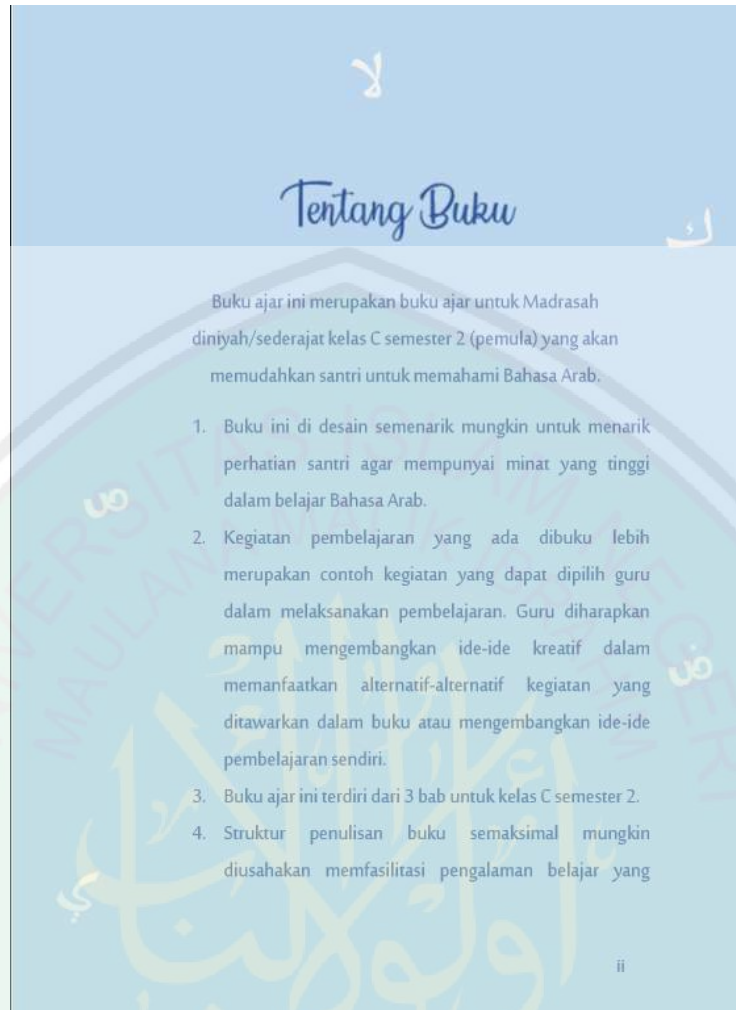 لا
Tentang Buku
ك
Buku ajar ini merupakan buku ajar untuk Madrasah
diniyah/sederajat kelas C semester 2 (pemula) yang akan
memudahkan santri untuk memahami Bahasa Arab.
1. Buku ini di desain semenarik mungkin untuk menarik
perhatian santri agar mempunyai minat yang tinggi
dalam belajar Bahasa Arab.
ص
2. Kegiatan pembelajaran yang ada dibuku lebih
merupakan contoh kegiatan yang dapat dipilih guru
dalam melaksanakan pembelajaran. Guru diharapkan
mampu mengembangkan ide-ide kreatif dalam
memanfaatkan alternatif-alternatif kegiatan yang
ض
ditawarkan dalam buku atau mengembangkan ide-ide
pembelajaran sendiri.
3. Buku ajar ini terdiri dari 3 bab untuk kelas C semester 2.
4. Struktur penulisan buku semaksimal mungkin
diusahakan memfasilitasi pengalaman belajar yang
ي
ii